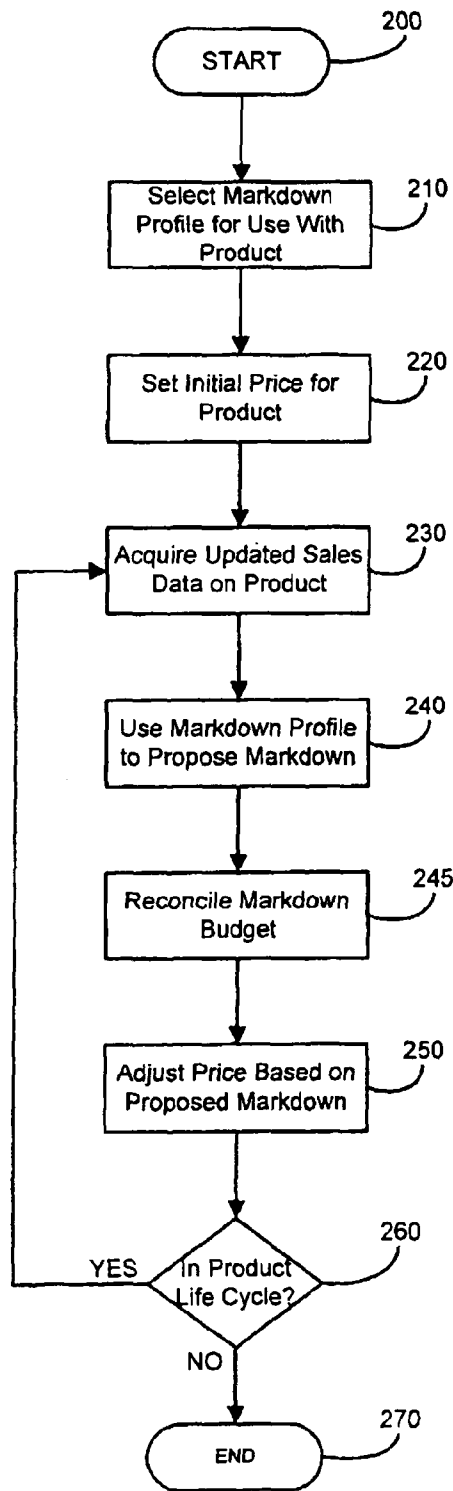 200
START
210
Select Markdown
Profile for Use With
Product
220
Set Initial Price for
Product
230
Acquire Updated Sales
Data on Product
240
Use Markdown Profile
to Propose Markdown
245
Reconcile Markdown
Budget
250
Adjust Price Based on
Proposed Markdown
260
YES
In Product
Life Cycle?
NO
270
END